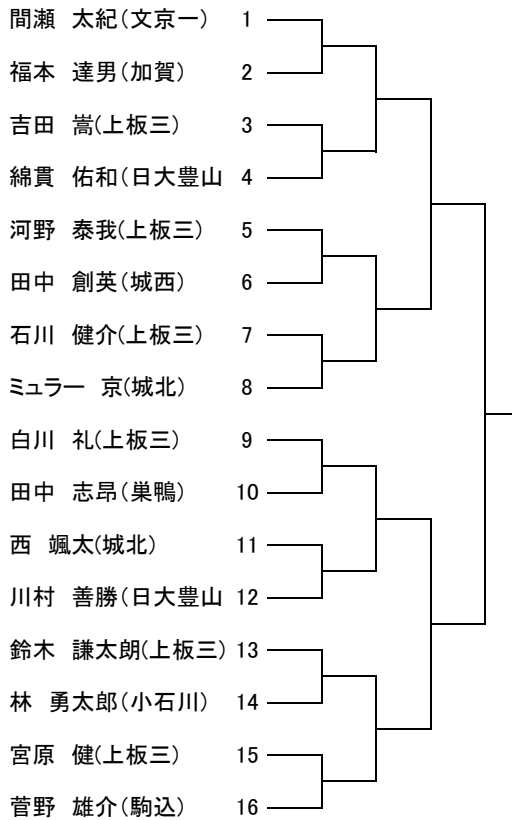 間瀬 太紀(文京一) 1
福本 達男(加賀) 2
吉田 嵩(上板三) 3
綿貫 佑和(日大豊山 4
河野 泰我(上板三) 5
田中 創英(城西) 6
石川 健介(上板三) 7
ミュラー 京(城北) 8
白川 礼(上板三) 9
田中 志昂(巣鴨) 10
西 颯太(城北) 11
川村 善勝(日大豊山 12
鈴木 謙太朗(上板三) 13
林 勇太郎(小石川) 14
宮原 健(上板三) 15
菅野 雄介(駒込) 16